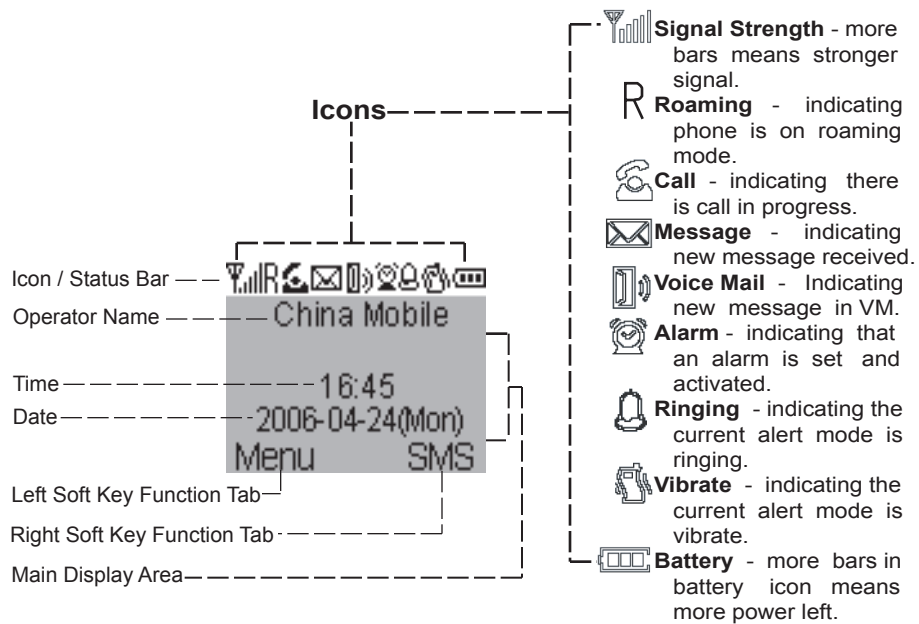 Icons
Icon / Status Bar
Operator Name
Time
Date
Left Soft Key Function Tab
Right Soft Key Function Tab
Main Display Area
R
China Mobile
16:45
2006-04-24(Mon)
Menu SMS
Signal Strength - more
bars means stronger
signal.
R
Roaming - indicating
phone is on roaming
mode.
Call - indicating there
is call in progress.
Message - indicating
new message received.
Voice Mail - Indicating
new message in VM.
Alarm - indicating that
an alarm is set and
activated.
Ringing - indicating the
current alert mode is
ringing.
Vibrate - indicating the
current alert mode is
vibrate.
Battery - more bars in
battery icon means
more power left.